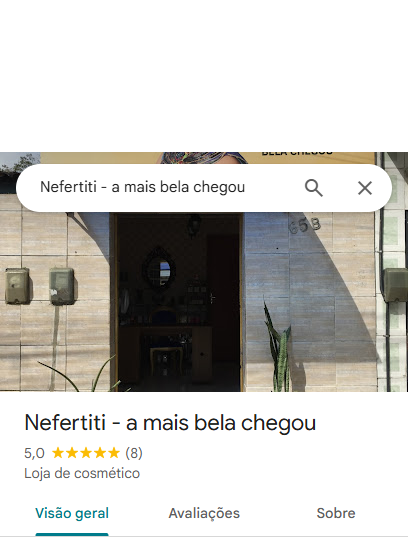 BELA CHEGOU
Nefertiti - a mais bela chegou
659
Nefertiti - a mais bela chegou
5,0 ★★★★★ (8)
Loja de cosmético
Visão geral Avaliações Sobre